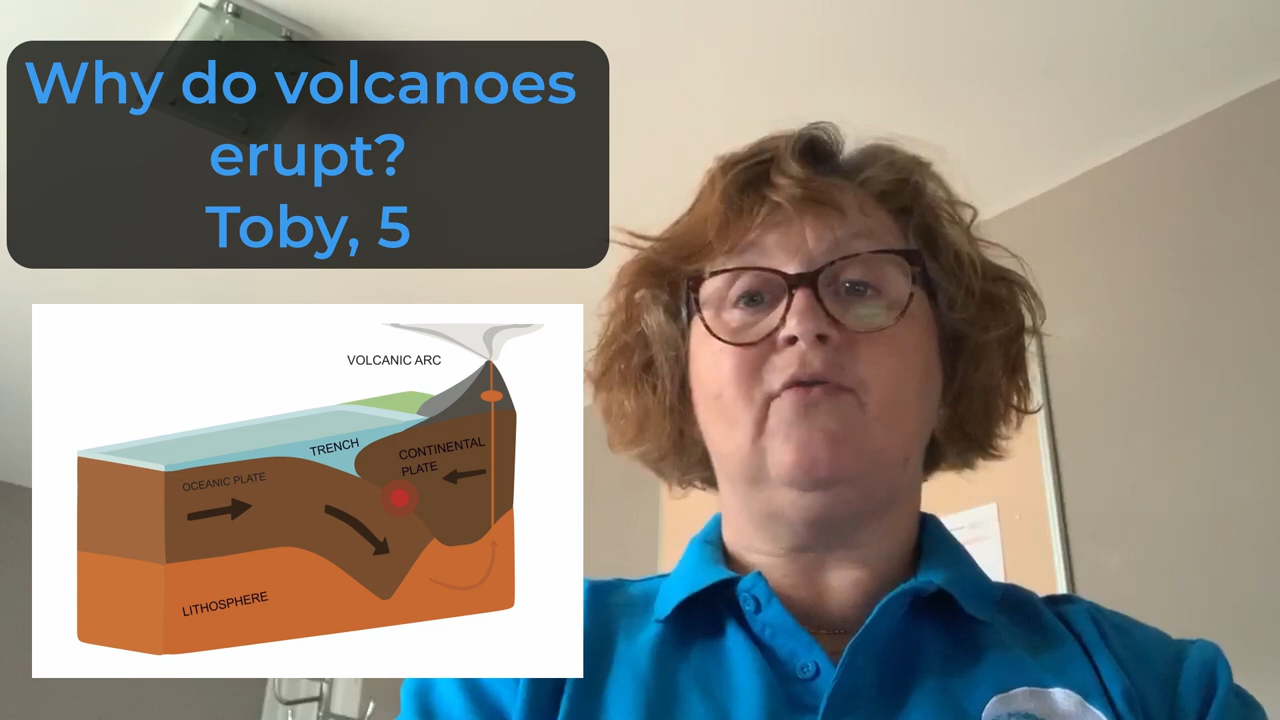 Why do volcanoes
erupt?
Toby, 5
VOLCANIC ARC
TRENCH
CONTINENTAL
PLATE
OCEANIC PLATE
LITHOSPHERE